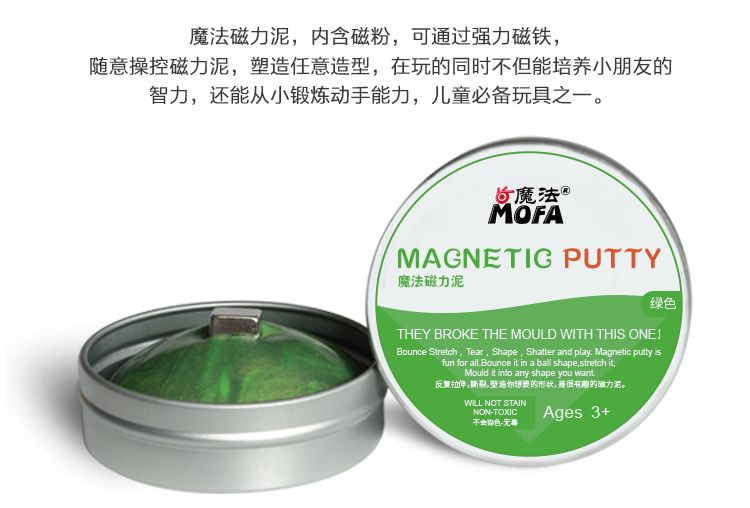 魔法磁力泥，内含磁粉，可通过强力磁铁，
随意操控磁力泥，塑造任意造型，在玩的同时不但能培养小朋友的
智力，还能从小锻炼动手能力，儿童必备玩具之一。
魔法®
MOFA
MAGNETIC PUTTY
魔法磁力泥
绿色
THEY BROKE THE MOULD WITH THIS ONE!
Bounce Stretch , Tear , Shape , Shatter and play. Magnetic putty is
fun for all.Bounce it in a ball shape,stretch it,
Mould it into any shape you want.
反复拉伸,撕裂,塑造你想要的形状,是很有趣的磁力泥。
WILL NOT STAIN
NON-TOXIC
不会染色-无毒
Ages 3+